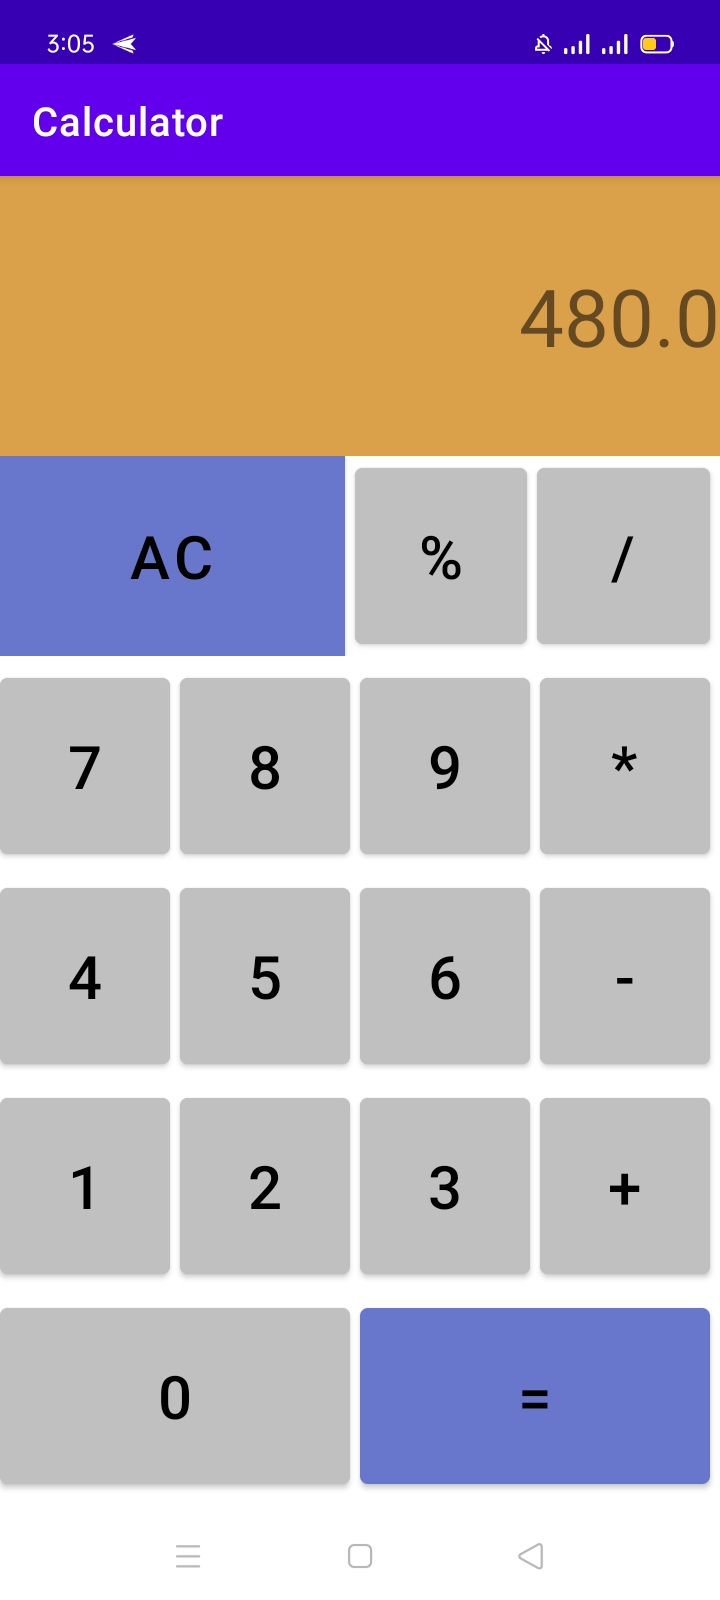 3:05
Calculator
480.0
AC % /
7 8 9 *
4 5 6 -
1 2 3 +
0 =